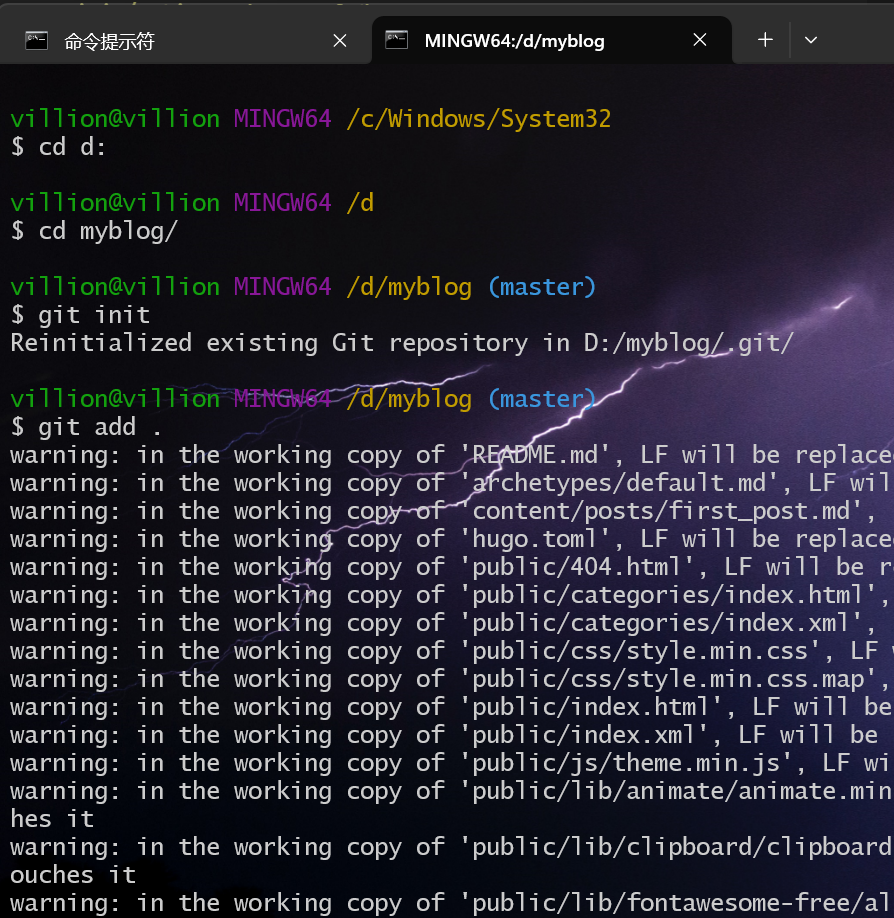 命令提示符
MINGW64:/d/myblog
villion@villion MINGW64 /c/Windows/System32
$ cd d:
villion@villion MINGW64 /d
$ cd myblog/
villion@villion MINGW64 /d/myblog (master)
$ git init
Reinitialized existing Git repository in D:/myblog/.git/
villion@villion MINGW64 /d/myblog (master)
$ git add .
warning: in the working copy of 'README.md', LF will be replace
warning: in the working copy of 'archetypes/default.md', LF wil
warning: in the working copy of 'content/posts/first_post.md',
warning: in the working copy of 'hugo.toml', LF will be replace
warning: in the working copy of 'public/404.html', LF will be r
warning: in the working copy of 'public/categories/index.html',
warning: in the working copy of 'public/categories/index.xml',
warning: in the working copy of 'public/css/style.min.css', LF
warning: in the working copy of 'public/css/style.min.css.map',
warning: in the working copy of 'public/index.html', LF will be
warning: in the working copy of 'public/index.xml', LF will be
warning: in the working copy of 'public/js/theme.min.js', LF wi
warning: in the working copy of 'public/lib/animate/animate.min
hes it
warning: in the working copy of 'public/lib/clipboard/clipboard
ouches it
warning: in the working copy of 'public/lib/fontawesome-free/al